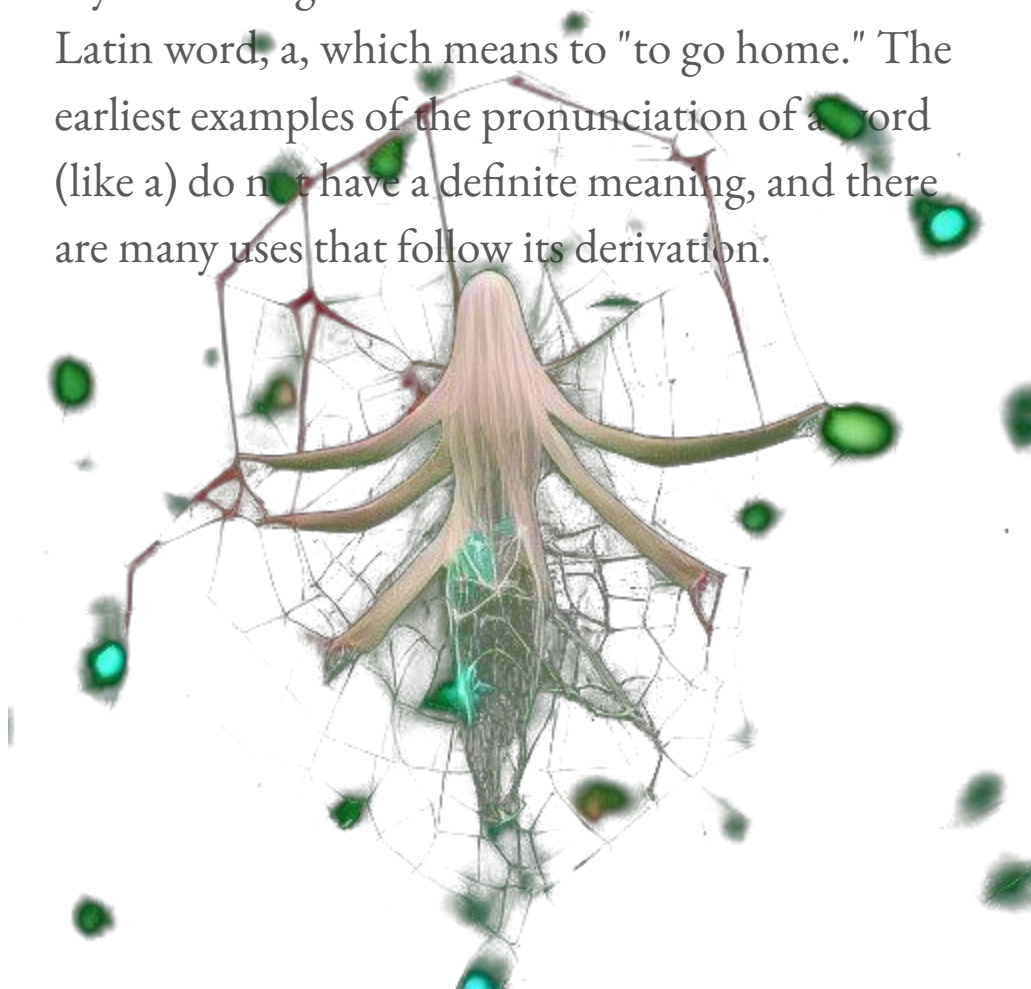 Latin word, a, which means to "to go home." The
earliest examples of the pronunciation of a word
(like a) do not have a definite meaning, and there
are many uses that follow its derivation.